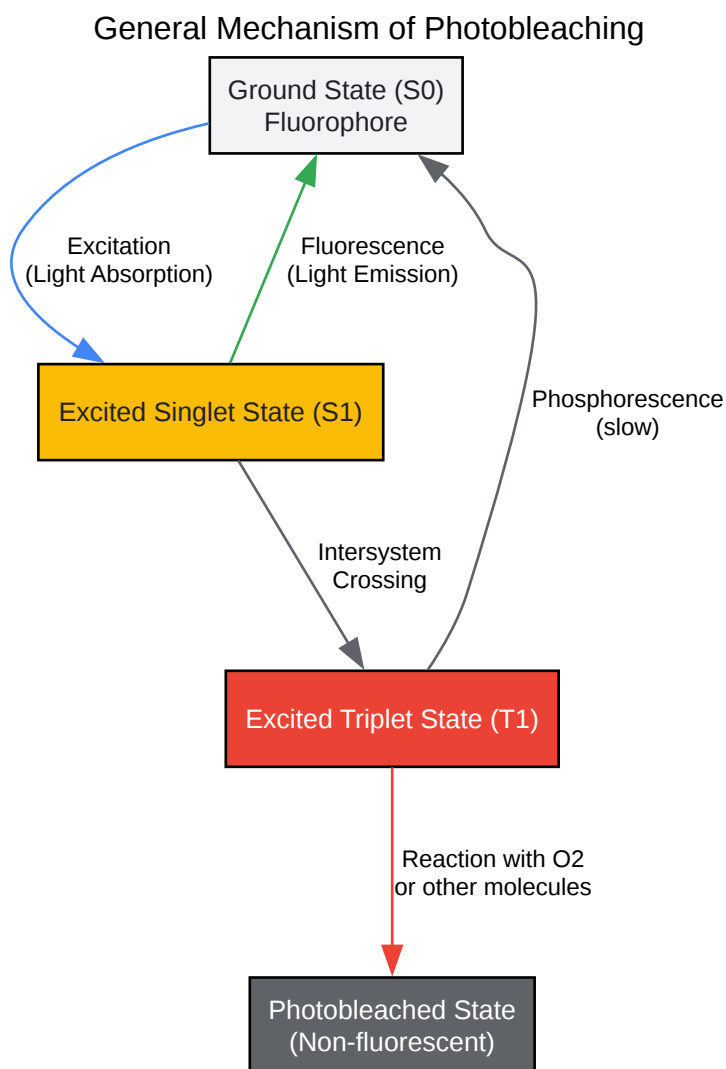 General Mechanism of Photobleaching
Ground State (S0)
Fluorophore
Excitation
(Light Absorption)
Fluorescence
(Light Emission)
Excited Singlet State (S1)
Phosphorescence
(slow)
Intersystem
Crossing
Excited Triplet State (T1)
Reaction with O2
or other molecules
Photobleached State
(Non-fluorescent)